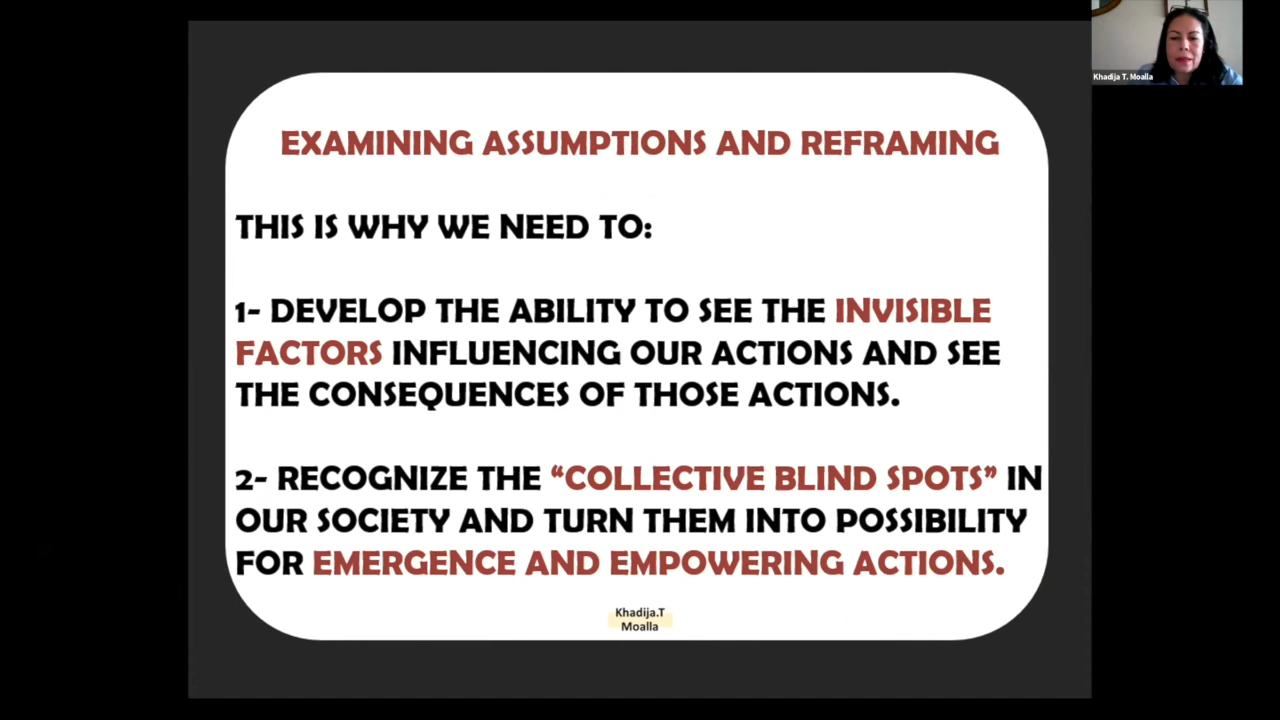 Khadija T. Moalla
EXAMINING ASSUMPTIONS AND REFRAMING
THIS IS WHY WE NEED TO:
1- DEVELOP THE ABILITY TO SEE THE INVISIBLE
FACTORS INFLUENCING OUR ACTIONS AND SEE
THE CONSEQUENCES OF THOSE ACTIONS.
2- RECOGNIZE THE “COLLECTIVE BLIND SPOTS” IN
OUR SOCIETY AND TURN THEM INTO POSSIBILITY
FOR EMERGENCE AND EMPOWERING ACTIONS.
Khadija.T
Moalla